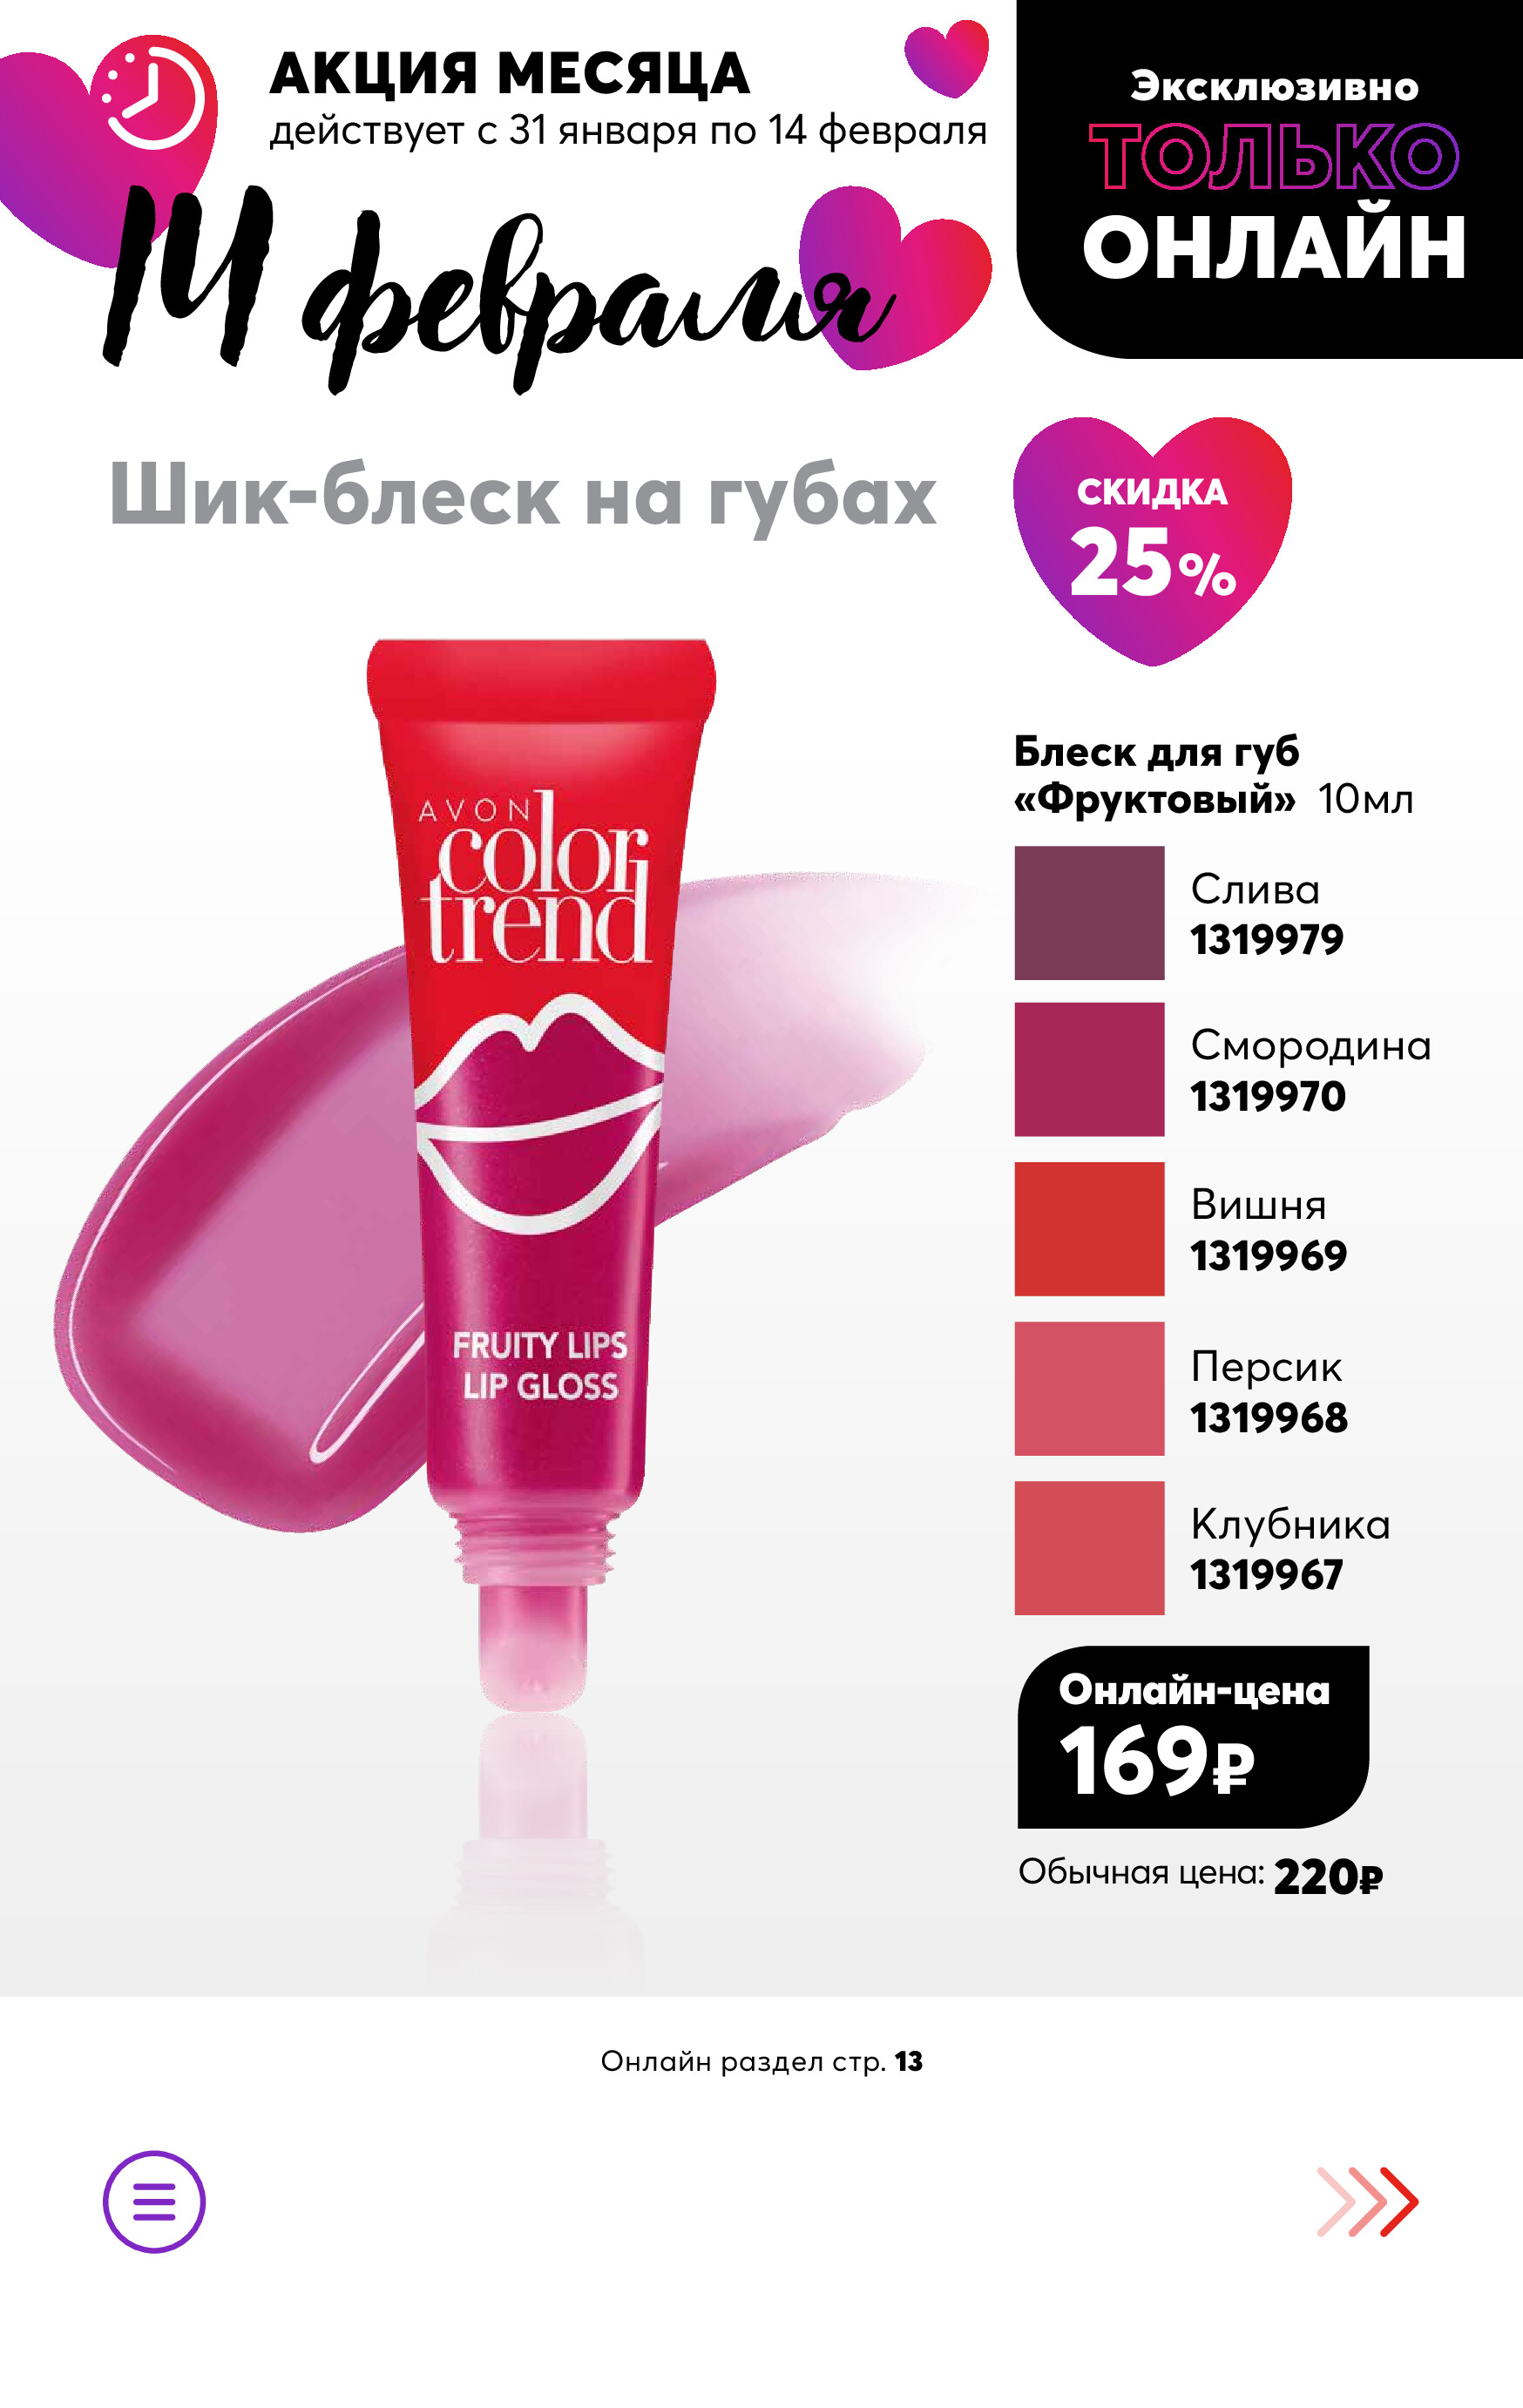 АКЦИЯ МЕСЯЦА
действует с 31 января по 14 февраля
14 февраля
Эксклюзивно
ТОЛЬКО
ОНЛАЙН
Шик-блеск на губах
СКИДКА
25%
AVON
color
trend
FRUITY LIPS
LIP GLOSS
Блеск для губ
«Фруктовый» 10мл
Слива
1319979
Смородина
1319970
Вишня
1319969
Персик
1319968
Клубника
1319967
Онлайн-цена
169₽
Обычная цена: 220₽
Онлайн раздел стр. 13